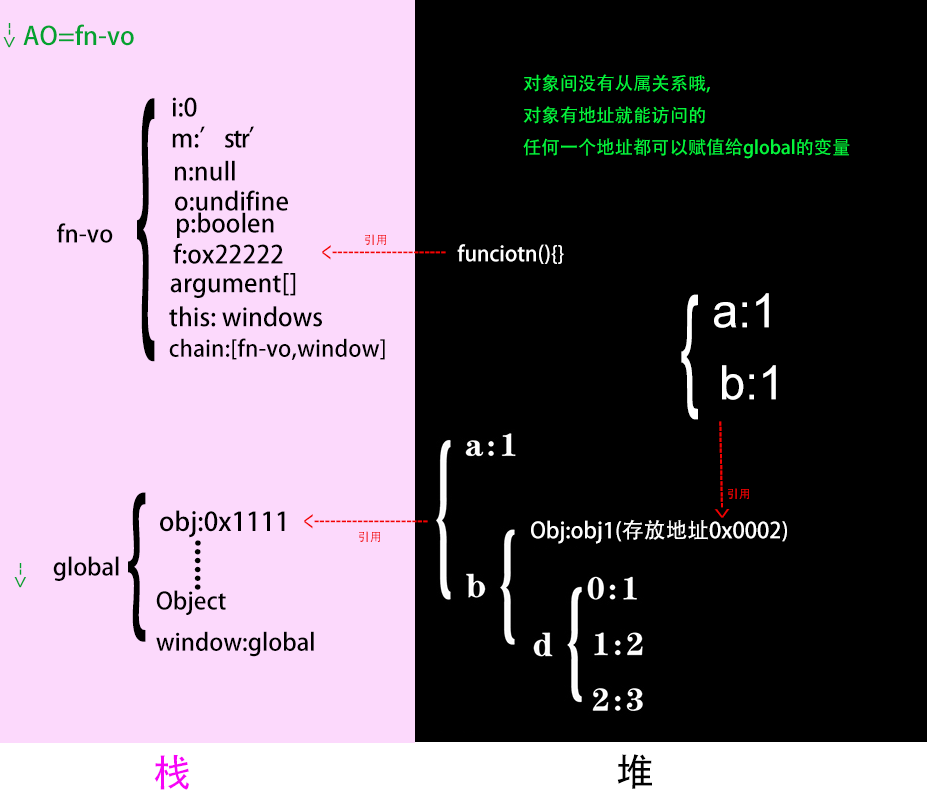 AO=fn-vo
对象间没有从属关系哦,
对象有地址就能访问的
任何一个地址都可以赋值给global的变量
fn-vo
i:0
m:′ str′
n:null
o:undifine
p:boolen
f:ox22222
argument[]
this: windows
chain:[fn-vo,window]
引用
funciotn(){}
a:1
b:1
引用
global
obj:0x1111
Object
window:global
引用
a:1
b
Obj:obj1(存放地址0x0002)
d
0:1
1:2
2:3
栈
堆